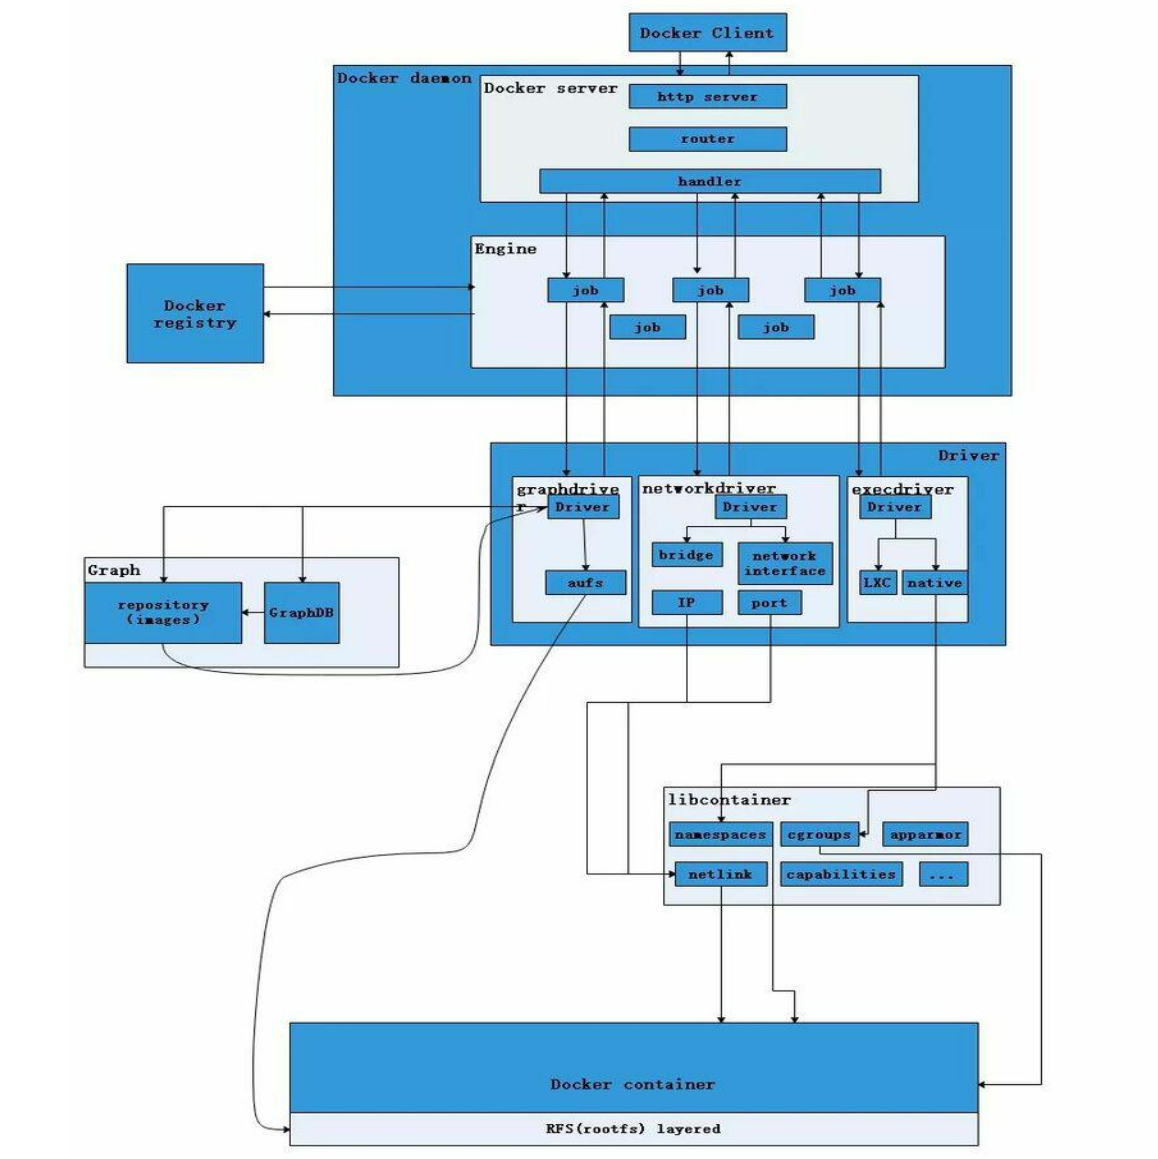 Docker Client
Docker daemon
Docker server
http server
router
handler
Engine
job
job
job
job
job
Docker
registry
Driver
graphdrive
r
Driver
aufs
networkdriver
Driver
bridge
network
interface
IP
port
execdriver
Driver
LXC
native
Graph
repository
(images)
GraphDB
libcontainer
namespaces
cgroups
apparmor
netlink
capabilities
...
Docker container
RFS(rootfs) layered